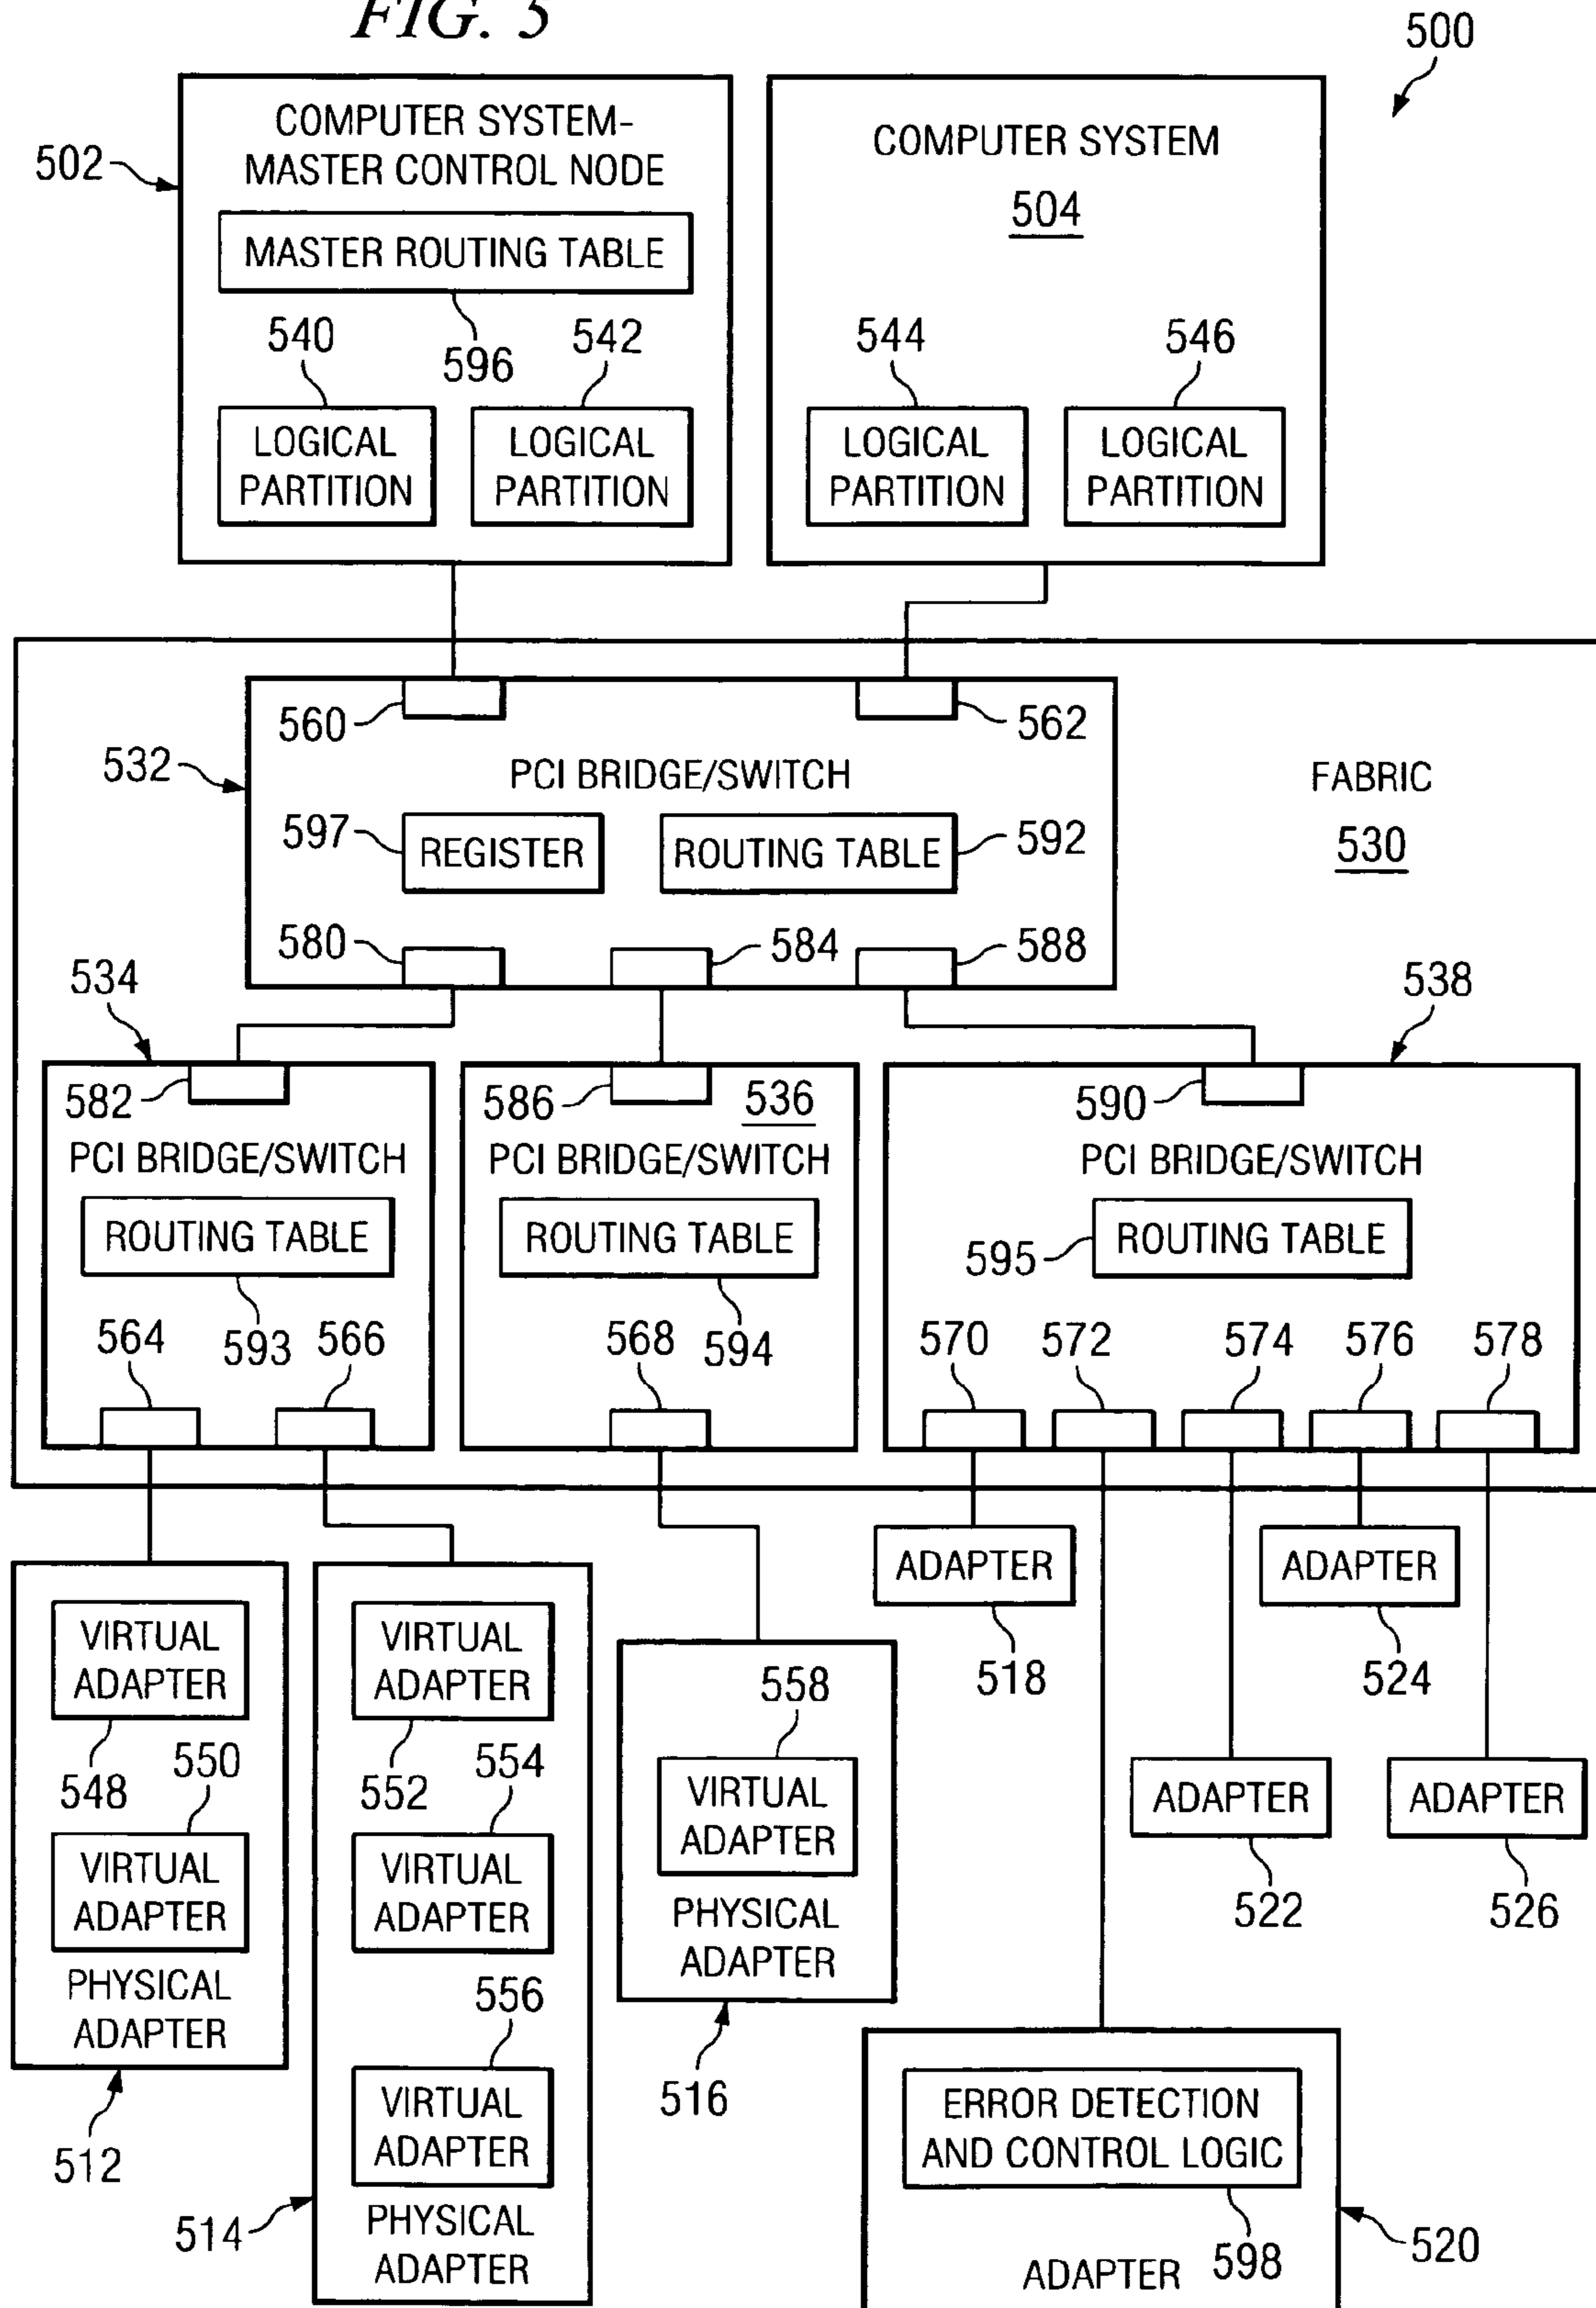 FIG. 5
500
COMPUTER SYSTEM-
MASTER CONTROL NODE
502
MASTER ROUTING TABLE
596
540
542
LOGICAL
PARTITION
LOGICAL
PARTITION
COMPUTER SYSTEM
504
544
546
LOGICAL
PARTITION
LOGICAL
PARTITION
560
562
532
PCI BRIDGE/SWITCH
FABRIC
530
597
REGISTER
ROUTING TABLE
592
580
584
588
534
538
582
PCI BRIDGE/SWITCH
ROUTING TABLE
593
564
566
586
536
PCI BRIDGE/SWITCH
ROUTING TABLE
594
568
590
PCI BRIDGE/SWITCH
595
ROUTING TABLE
570
572
574
576
578
VIRTUAL
ADAPTER
548
550
VIRTUAL
ADAPTER
PHYSICAL
ADAPTER
512
VIRTUAL
ADAPTER
552
554
VIRTUAL
ADAPTER
556
VIRTUAL
ADAPTER
PHYSICAL
ADAPTER
514
558
VIRTUAL
ADAPTER
PHYSICAL
ADAPTER
516
ADAPTER
518
ADAPTER
524
ADAPTER
522
ADAPTER
526
ERROR DETECTION
AND CONTROL LOGIC
598
ADAPTER
520